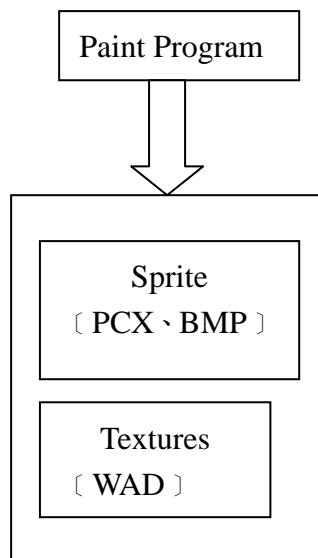 Paint Program
Sprite
﹝PCX、BMP﹞
Textures
﹝WAD﹞